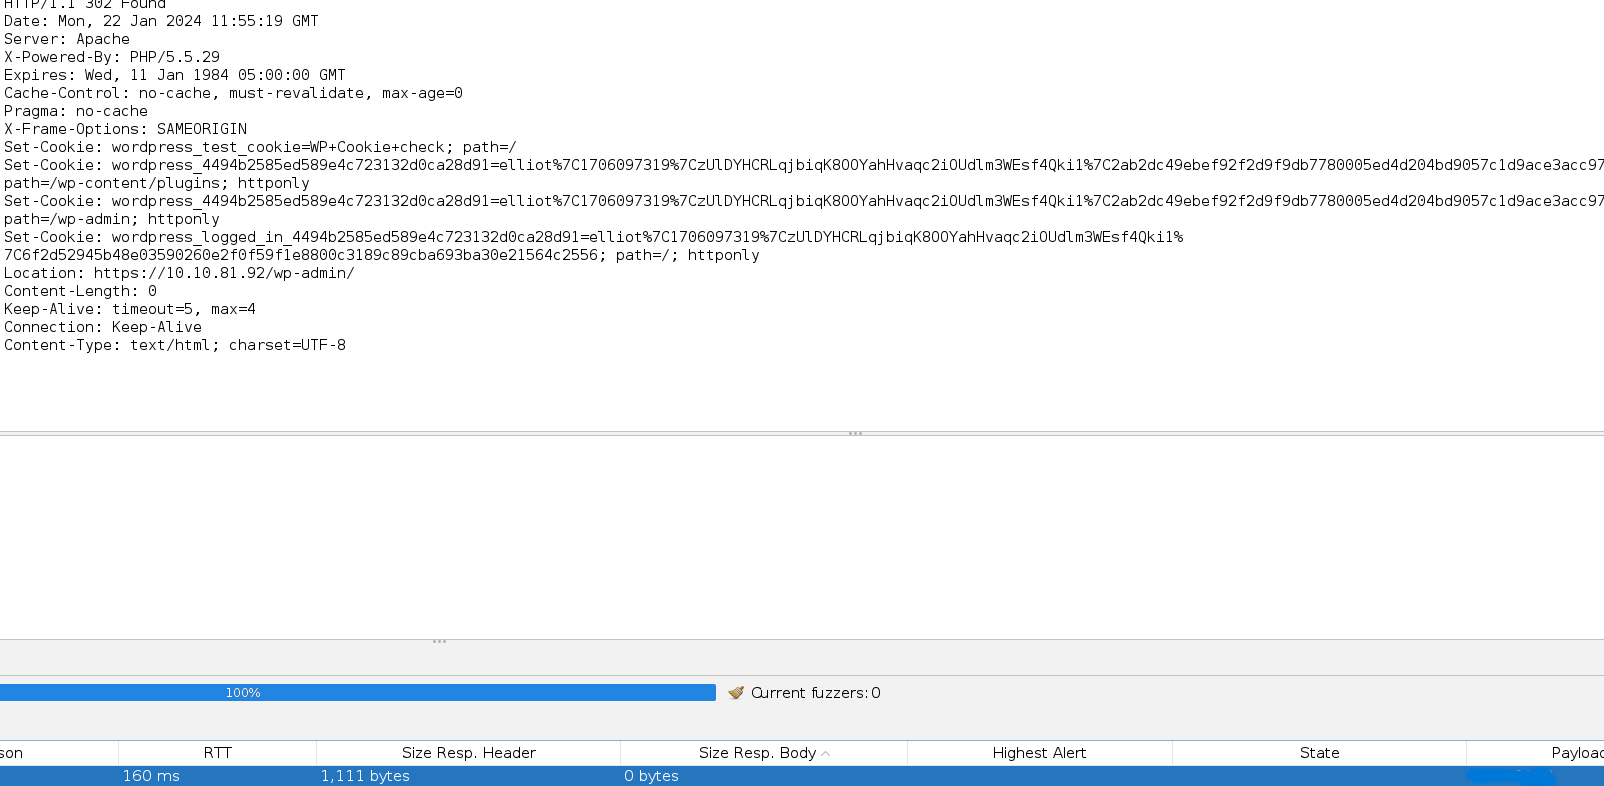 HTTP/1.1 302 Found
Date: Mon, 22 Jan 2024 11:55:19 GMT
Server: Apache
X-Powered-By: PHP/5.5.29
Expires: Wed, 11 Jan 1984 05:00:00 GMT
Cache-Control: no-cache, must-revalidate, max-age=0
Pragma: no-cache
X-Frame-Options: SAMEORIGIN
Set-Cookie: wordpress_test_cookie=WP+Cookie+check; path=/
Set-Cookie: wordpress_4494b2585ed589e4c723132d0ca28d91=elliot%7C1706097319%7CzUlDYHCRLqjbiqK8OOYahHvaqc2iOUdlm3WEsf4Qki1%7C2ab2dc49ebef92f2d9f9db7780005ed4d204bd9057c1d9ace3acc97
path=/wp-content/plugins; httponly
Set-Cookie: wordpress_4494b2585ed589e4c723132d0ca28d91=elliot%7C1706097319%7CzUlDYHCRLqjbiqK8OOYahHvaqc2iOUdlm3WEsf4Qki1%7C2ab2dc49ebef92f2d9f9db7780005ed4d204bd9057c1d9ace3acc97
path=/wp-admin; httponly
Set-Cookie: wordpress_logged_in_4494b2585ed589e4c723132d0ca28d91=elliot%7C1706097319%7CzUlDYHCRLqjbiqK8OOYahHvaqc2iOUdlm3WEsf4Qki1%
7C6f2d52945b48e03590260e2f0f59f1e8800c3189c89cba693ba30e21564c2556; path=/; httponly
Location: https://10.10.81.92/wp-admin/
Content-Length: 0
Keep-Alive: timeout=5, max=4
Connection: Keep-Alive
Content-Type: text/html; charset=UTF-8
100% Current fuzzers: 0
son RTT Size Resp. Header Size Resp. Body Highest Alert State Payloa
160 ms 1,111 bytes 0 bytes